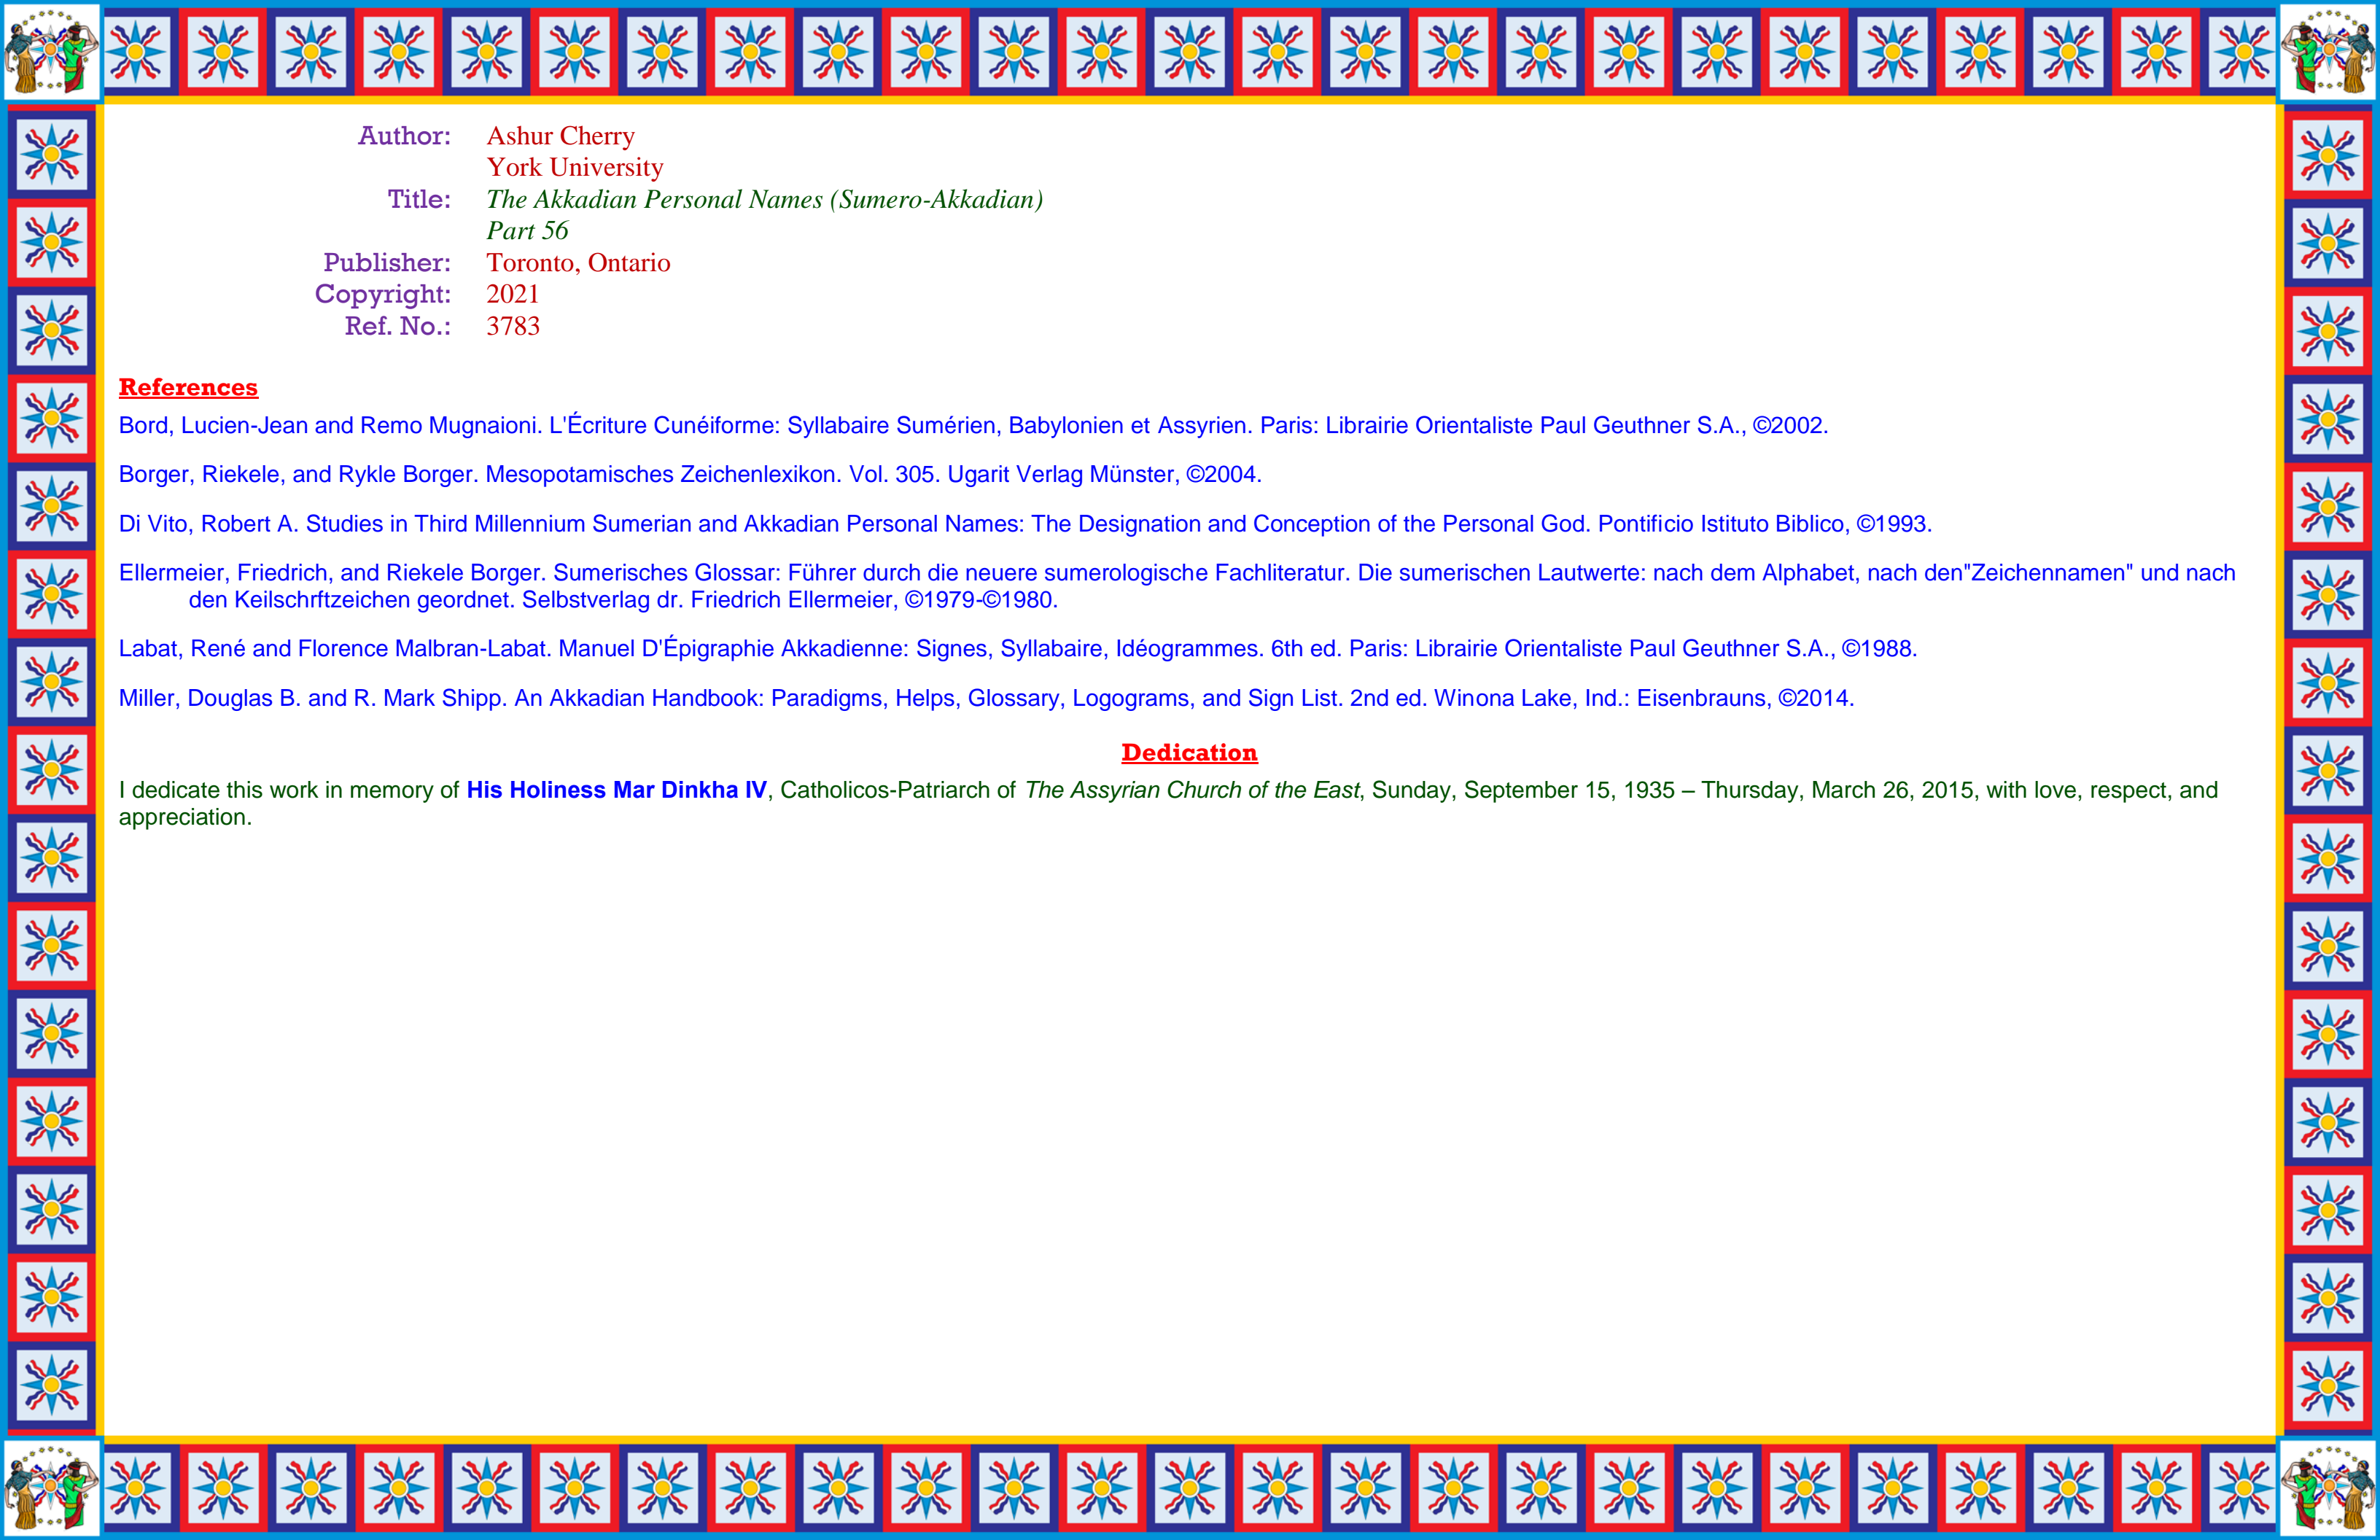 Author: Ashur Cherry
York University
Title: The Akkadian Personal Names (Sumero-Akkadian)
Part 56
Publisher: Toronto, Ontario
Copyright: 2021
Ref. No.: 3783
References
Bord, Lucien-Jean and Remo Mugnaioni. L'Écriture Cunéiforme: Syllabaire Sumérien, Babylonien et Assyrien. Paris: Librairie Orientaliste Paul Geuthner S.A., ©2002.
Borger, Riekele, and Rykle Borger. Mesopotamisches Zeichenlexikon. Vol. 305. Ugarit Verlag Münster, ©2004.
Di Vito, Robert A. Studies in Third Millennium Sumerian and Akkadian Personal Names: The Designation and Conception of the Personal God. Pontificio Istituto Biblico, ©1993.
Ellermeier, Friedrich, and Riekele Borger. Sumerisches Glossar: Führer durch die neuere sumerologische Fachliteratur. Die sumerischen Lautwerte: nach dem Alphabet, nach den"Zeichennamen" und nach
den Keilschrftzeichen geordnet. Selbstverlag dr. Friedrich Ellermeier, ©1979-©1980.
Labat, René and Florence Malbran-Labat. Manuel D'Épigraphie Akkadienne: Signes, Syllabaire, Idéogrammes. 6th ed. Paris: Librairie Orientaliste Paul Geuthner S.A., ©1988.
Miller, Douglas B. and R. Mark Shipp. An Akkadian Handbook: Paradigms, Helps, Glossary, Logograms, and Sign List. 2nd ed. Winona Lake, Ind.: Eisenbrauns, ©2014.
Dedication
I dedicate this work in memory of His Holiness Mar Dinkha IV, Catholicos-Patriarch of The Assyrian Church of the East, Sunday, September 15, 1935 – Thursday, March 26, 2015, with love, respect, and
appreciation.